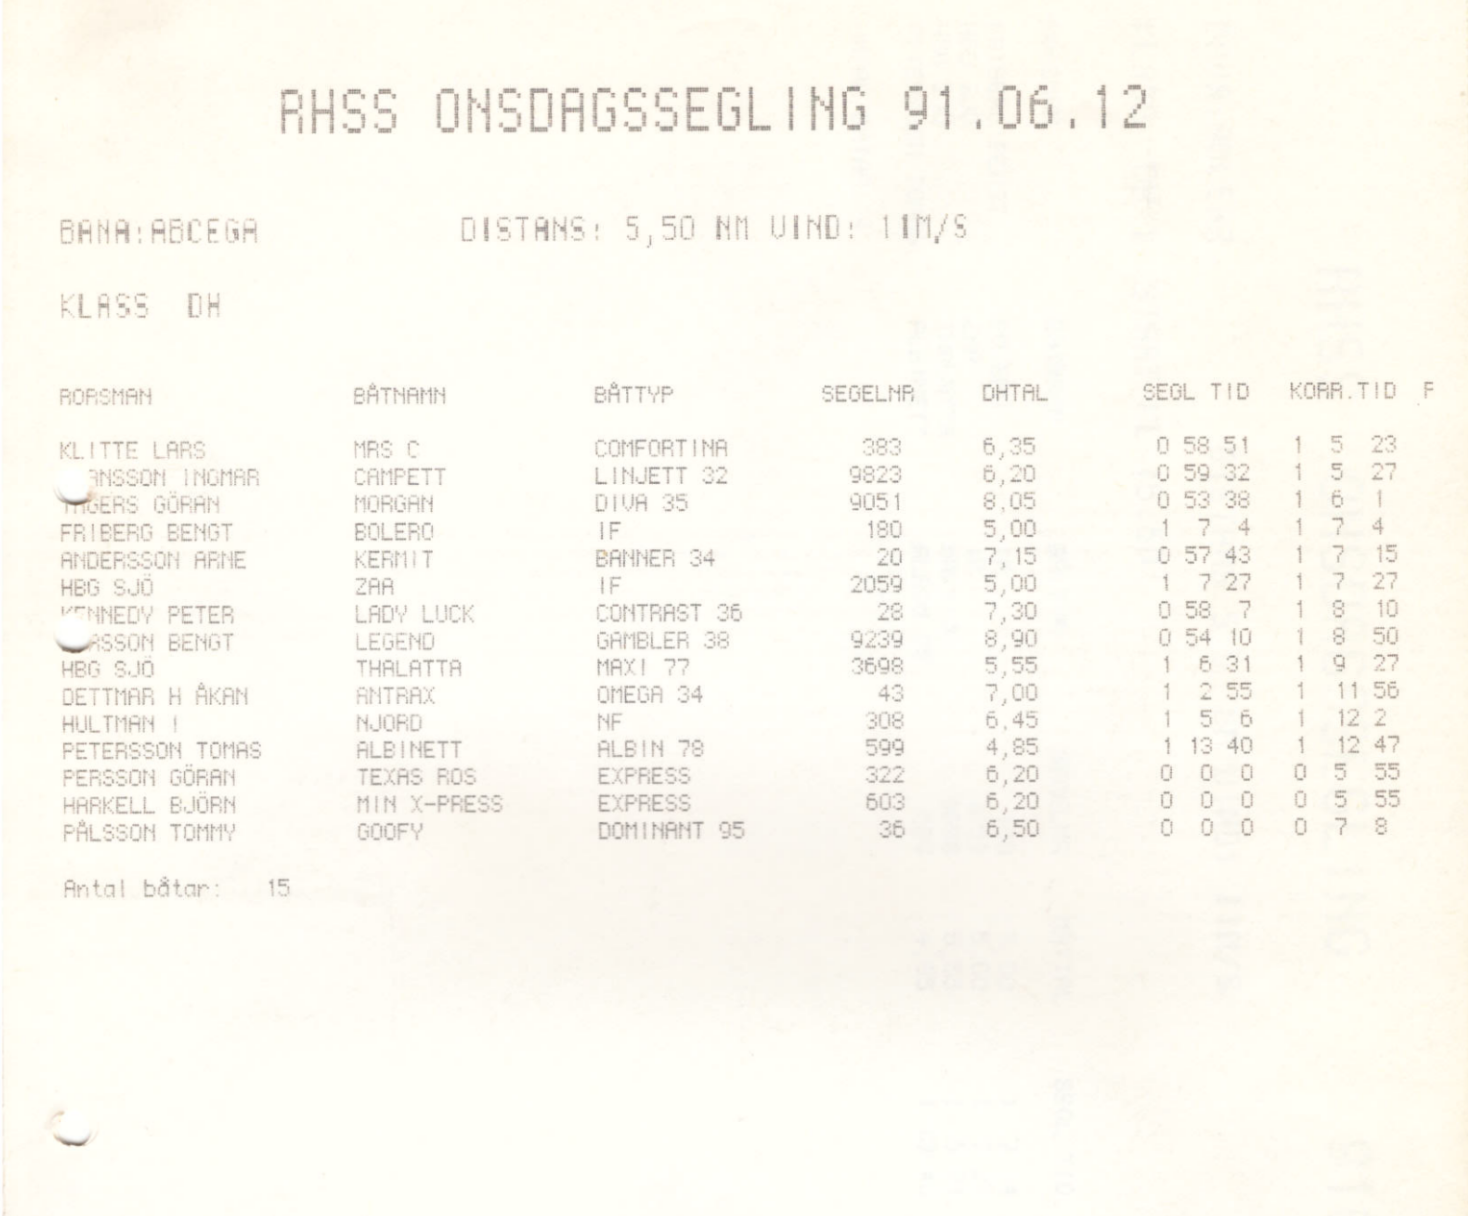 RHSS ONSDAGSSEGLING 91.06.12
BANA:ABCEGA DISTANS: 5,50 NM VIND: 11M/S
KLASS DH
RORSMAN BÅTNAMN BÅTTYP SEGELNR DHTAL SEGL TID KORR.TID P
KLITTE LARS MRS C COMFORTINA 383 6,35 0 58 51 1 5 23
INGMAR CAMPETT LINJETT 32 9823 6,20 0 59 32 1 5 27
GÖRAN MORGAN DIVA 35 9051 8,05 0 53 38 1 6 1
FRIBERG BENGT BOLERO IF 180 5,00 1 7 4 1 7 4
ANDERSSON ARNE KERMIT BANNER 34 20 7,15 0 57 43 1 7 15
HBG SJÖ ZAA IF 2059 5,00 1 7 27 1 7 27
KENNEDY PETER LADY LUCK CONTRAST 36 28 7,30 0 58 7 1 8 10
BENGT LEGEND GAMBLER 38 9239 8,90 0 54 10 1 8 50
HBG SJÖ THALATTA MAXI 77 3698 5,55 1 6 31 1 9 27
DETTMAR H ÅKAN ANTRAX OMEGA 34 43 7,00 1 2 55 1 11 56
HULTMAN I NJORD NF 308 6,45 1 5 6 1 12 2
PETERSSON TOMAS ALBINETT ALBIN 78 599 4,85 1 13 40 1 12 47
PERSSON GÖRAN TEXAS ROS EXPRESS 322 6,20 0 0 0 0 5 55
HARKELL BJÖRN MIN X-PRESS EXPRESS 603 6,20 0 0 0 0 5 55
PÅLSSON TOMMY GOOFY DOMINANT 95 36 6,50 0 0 0 0 7 8
Antal båtar: 15